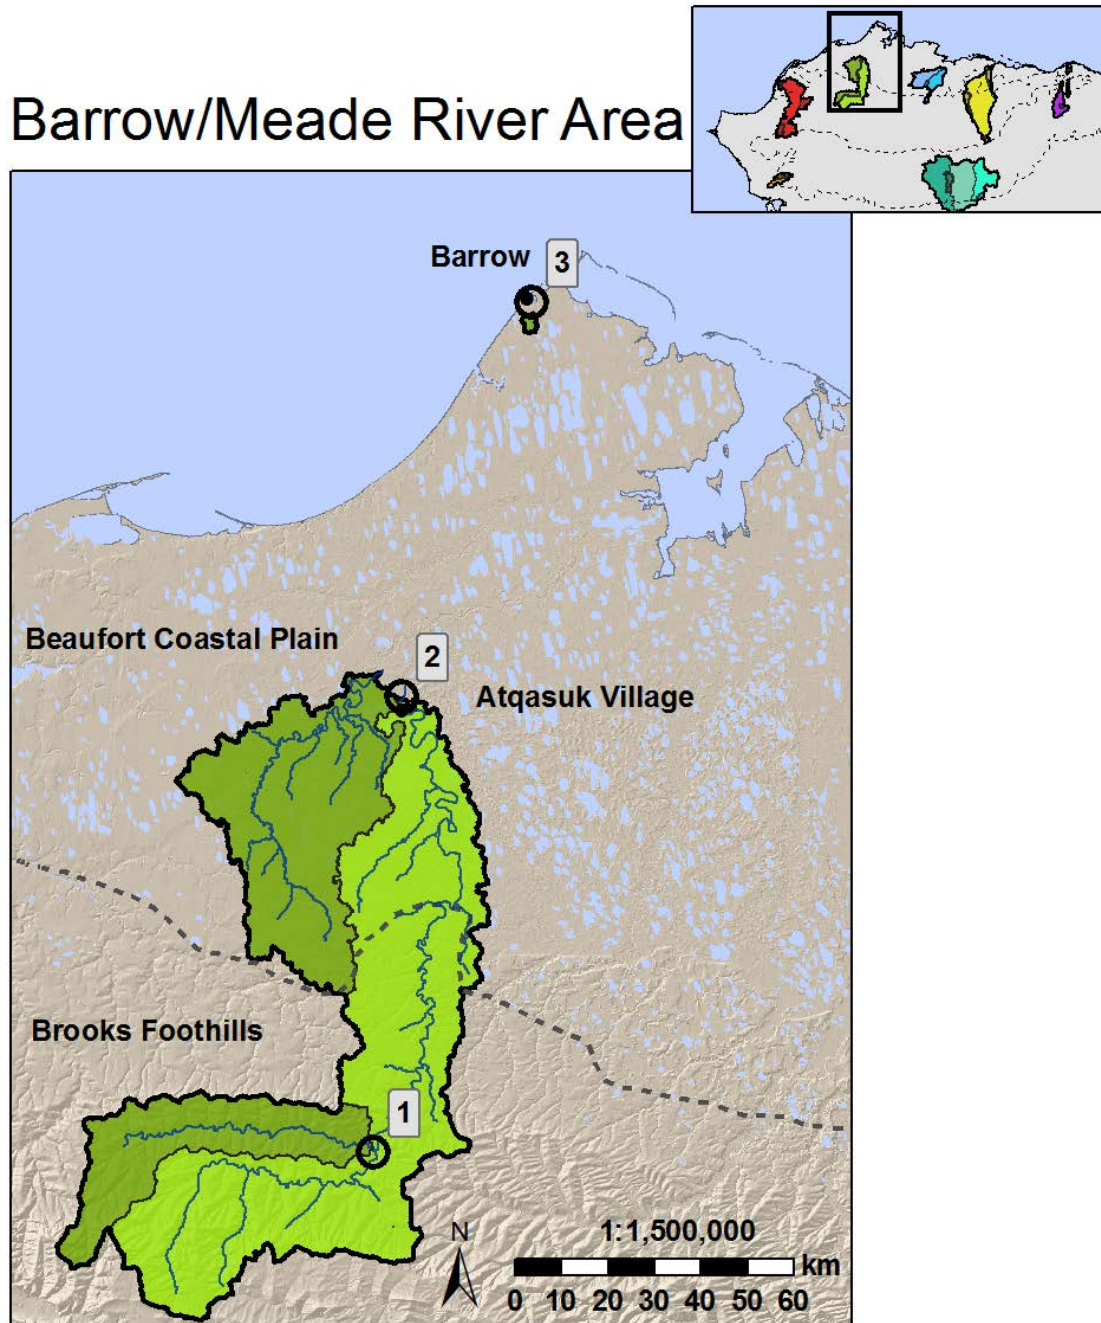 Barrow/Meade River Area
Barrow
3
Beaufort Coastal Plain
2
Atqasuk Village
Brooks Foothills
1
N
1:1,500,000
km
0 10 20 30 40 50 60